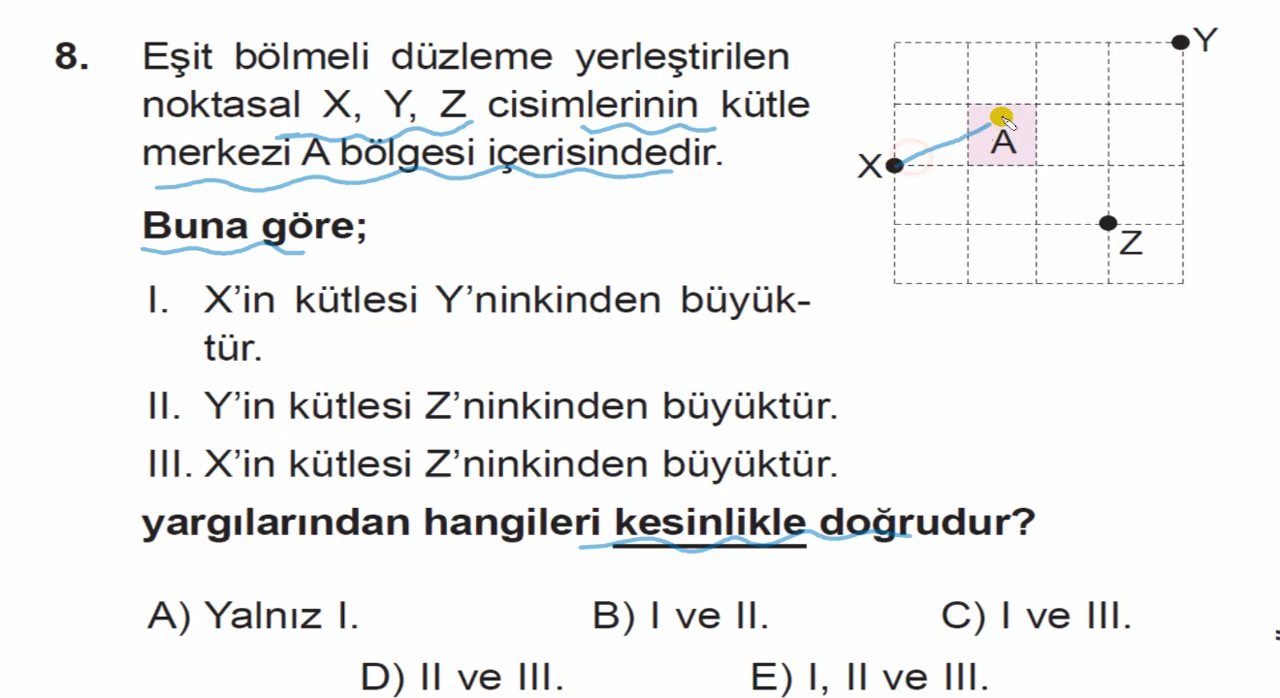 8. Eşit bölmeli düzleme yerleştirilen
noktasal X, Y, Z cisimlerinin kütle
merkezi A bölgesi içerisindedir.
Buna göre;
I. X’in kütlesi Y’ninkinden büyük-
tür.
II. Y’in kütlesi Z’ninkinden büyüktür.
III. X’in kütlesi Z’ninkinden büyüktür.
yargılarından hangileri kesinlikle doğrudur?
A) Yalnız I.
B) I ve II.
C) I ve III.
D) II ve III.
E) I, II ve III.
Y
A
X
Z